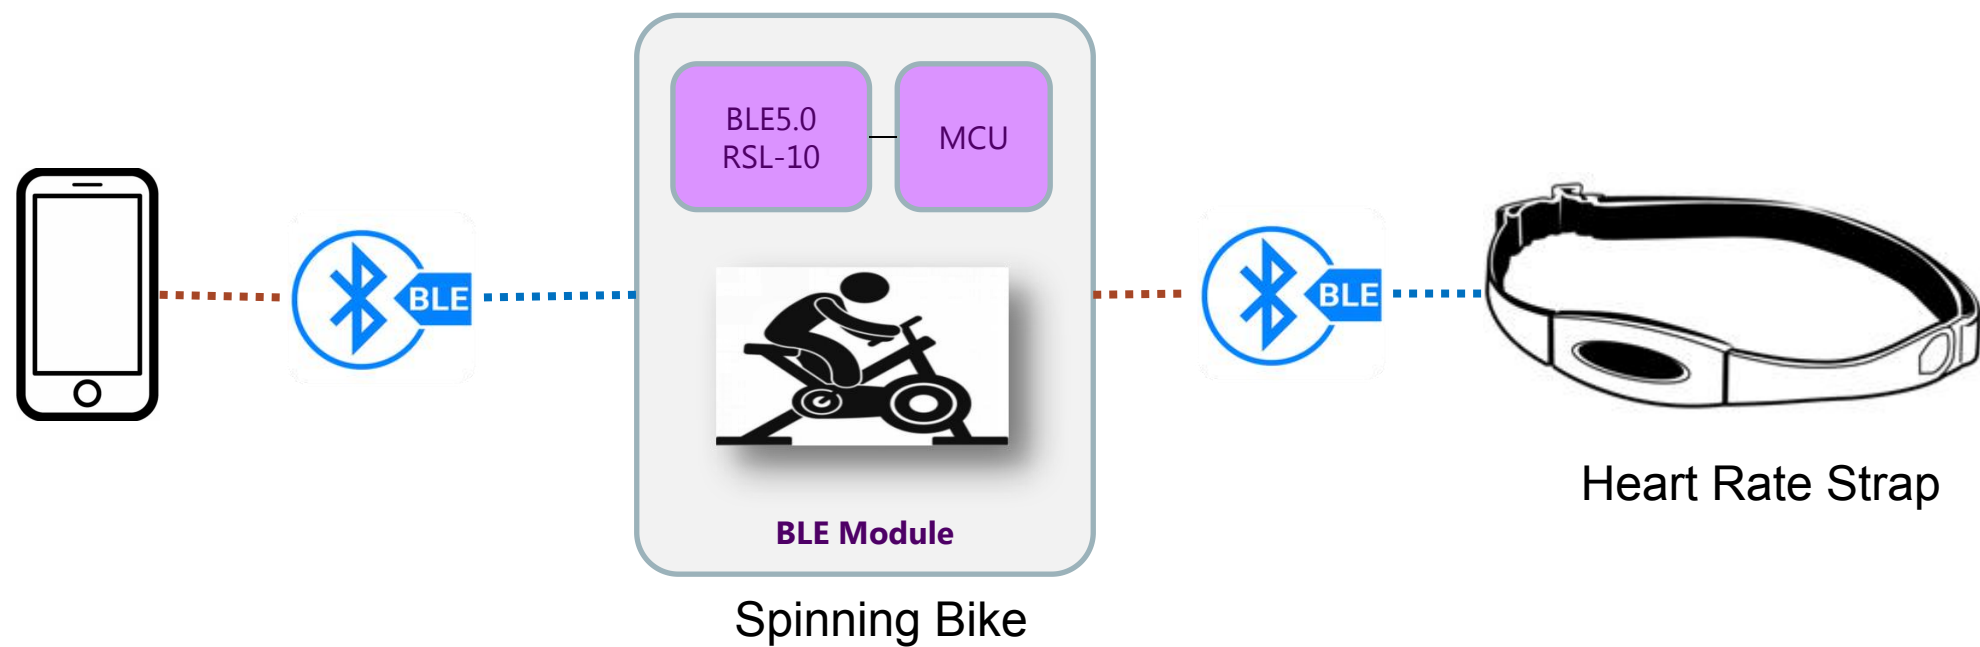 BLE5.0
RSL-10
MCU
BLE
BLE
BLE Module
Heart Rate Strap
Spinning Bike